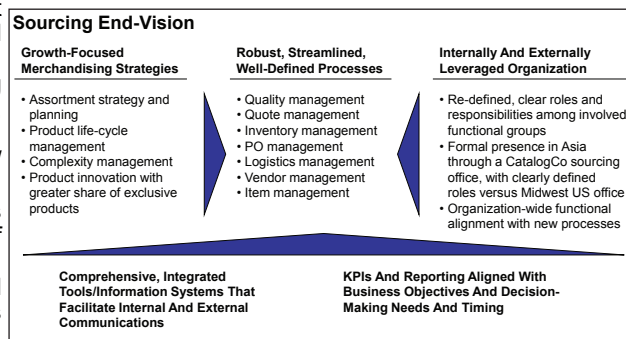 Sourcing End-Vision
Growth-Focused
Merchandising Strategies
• Assortment strategy and
planning
• Product life-cycle
management
• Complexity management
• Product innovation with
greater share of exclusive
products
Robust, Streamlined,
Well-Defined Processes
• Quality management
• Quote management
• Inventory management
• PO management
• Logistics management
• Vendor management
• Item management
Internally And Externally
Leveraged Organization
• Re-defined, clear roles and
responsibilities among involved
functional groups
• Formal presence in Asia
through a CatalogCo sourcing
office, with clearly defined
roles versus Midwest US office
• Organization-wide functional
alignment with new processes
Comprehensive, Integrated
Tools/Information Systems That
Facilitate Internal And External
Communications
KPIs And Reporting Aligned With
Business Objectives And Decision-
Making Needs And Timing